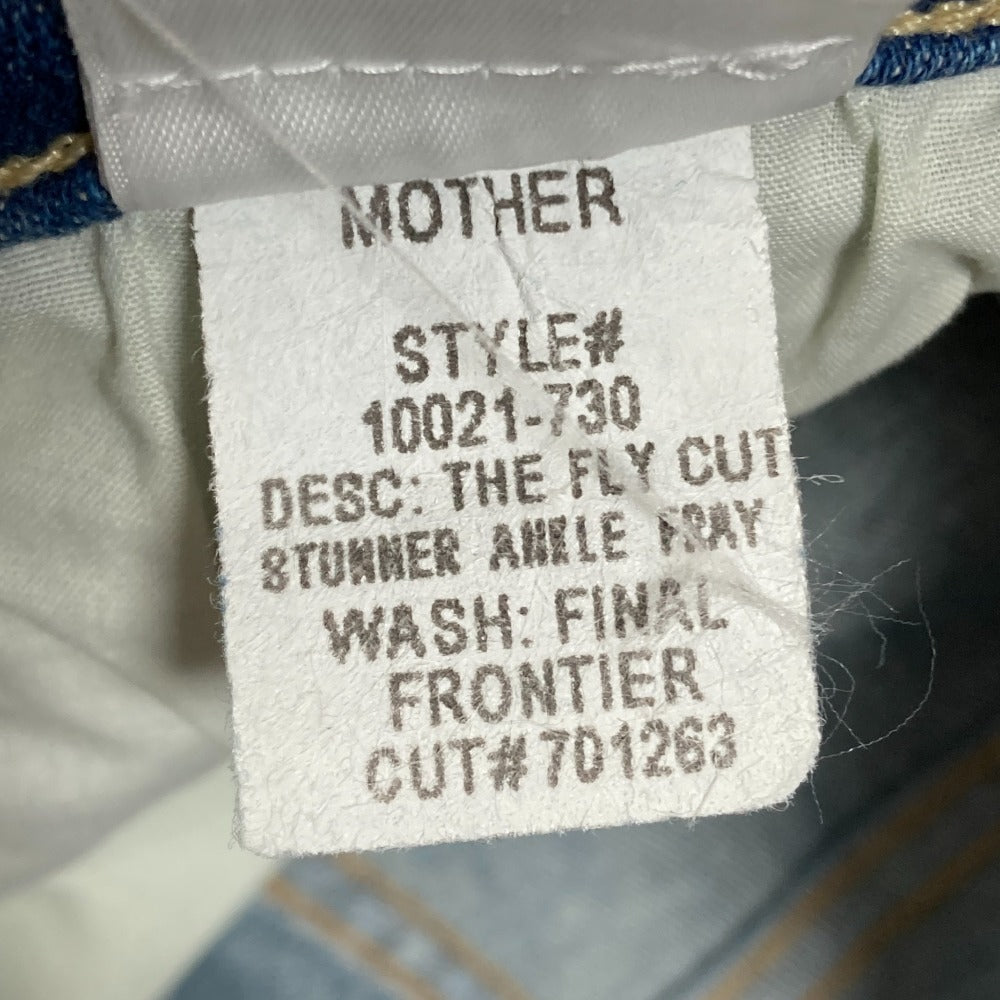 MOTHER
STYLE#
10021-730
DESC: THE FLY CUT
STUNNER ANKLE FRAY
WASH: FINAL
FRONTIER
CUT# 701263